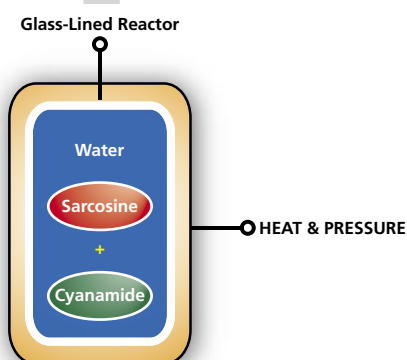 Glass-Lined Reactor
Water
Sarcosine
+
Cyanamide
HEAT & PRESSURE